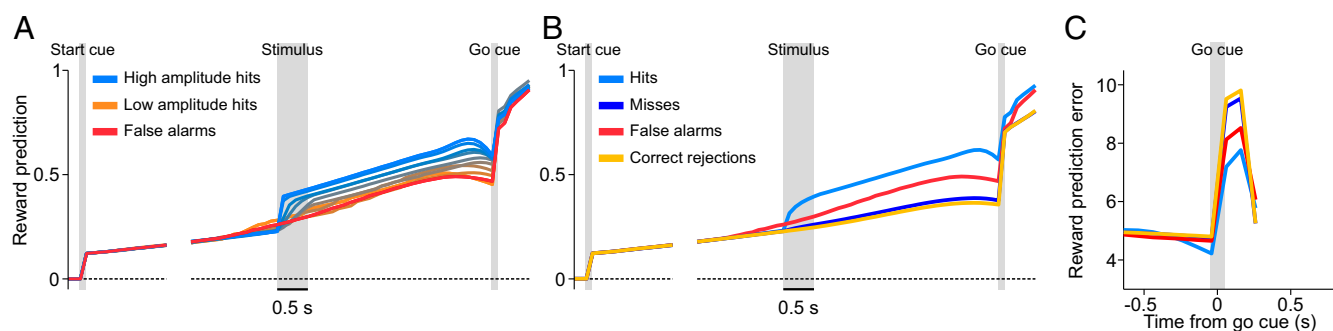 A
Start cue
Stimulus
Go cue
Reward prediction
1
0.5
0
High amplitude hits
Low amplitude hits
False alarms
0.5 s
B
Start cue
Stimulus
Go cue
1
0.5
0
Hits
Misses
False alarms
Correct rejections
0.5 s
C
Go cue
Reward prediction error
10
8
6
4
-0.5
0
0.5
Time from go cue (s)